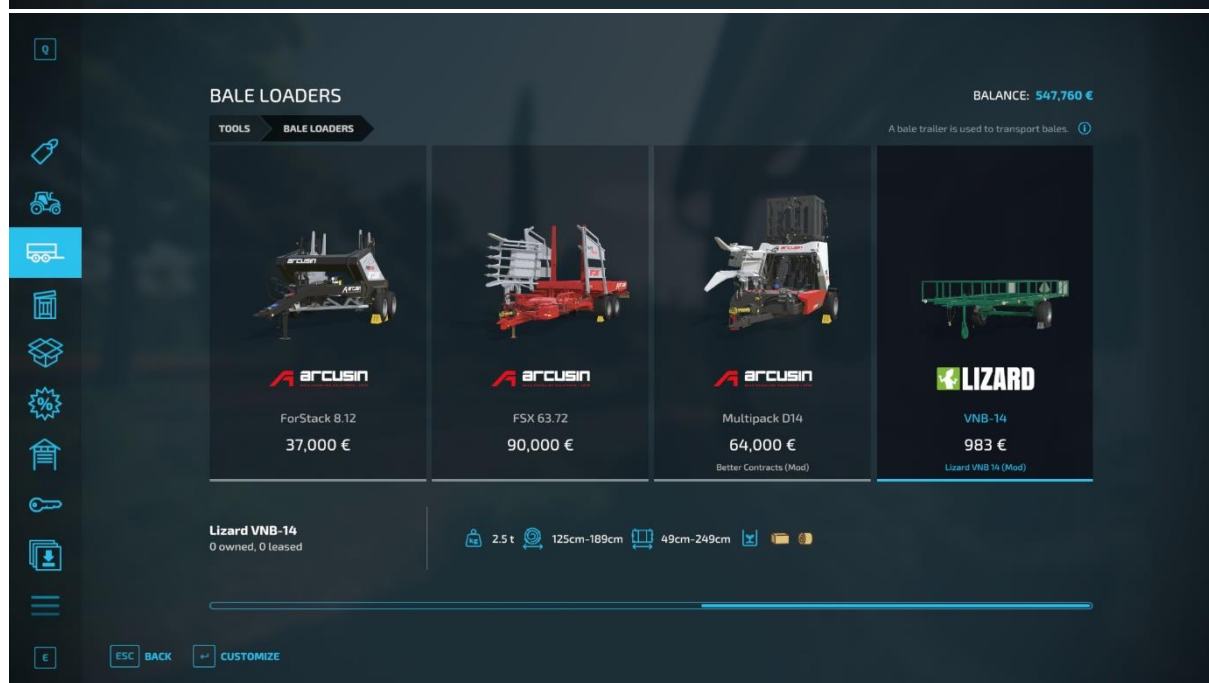 Q
BALE LOADERS
BALANCE: 547,760 €
TOOLS BALE LOADERS
A bale trailer is used to transport bales.
arcusin
ForStack 8.12
37,000 €
arcusin
FSX 63.72
90,000 €
arcusin
Multipack D14
64,000 €
Better Contracts (Mod)
LIZARD
VNB-14
983 €
Lizard VNB 14 (Mod)
Lizard VNB-14
0 owned, 0 leased
kg 2.5 t 125cm-189cm 49cm-249cm
E
ESC BACK ↵ CUSTOMIZE